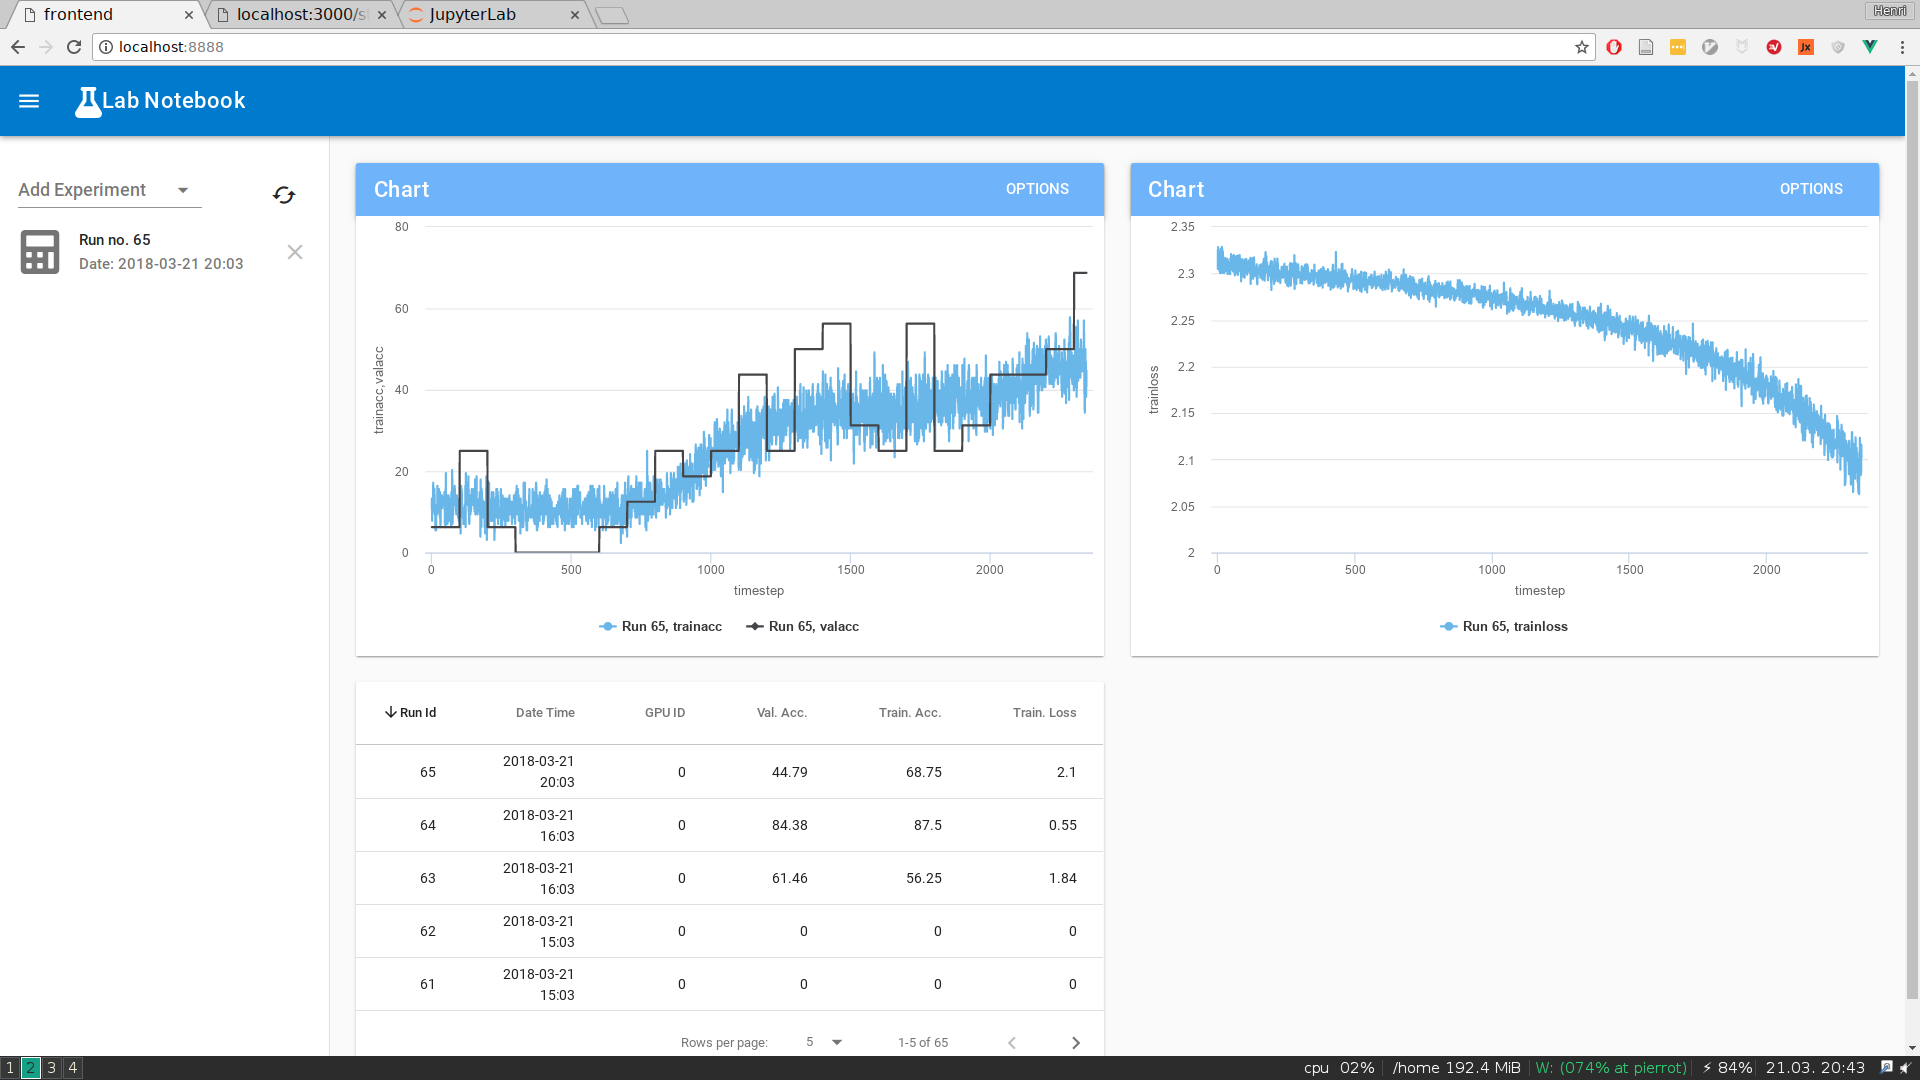 frontend
localhost:3000/s
JupyterLab
Henri
localhost:8888
Jx
Lab Notebook
Add Experiment
Run no. 65
Date: 2018-03-21 20:03
Chart
OPTIONS
80
60
40
20
0
trainacc,valacc
0 500 1000 1500 2000
timestep
Run 65, trainacc Run 65, valacc
Chart
OPTIONS
2.35
2.3
2.25
2.2
2.15
2.1
2.05
2
trainloss
0 500 1000 1500 2000
timestep
Run 65, trainloss
Run Id Date Time GPU ID Val. Acc. Train. Acc. Train. Loss
65 2018-03-21 20:03 0 44.79 68.75 2.1
64 2018-03-21 16:03 0 84.38 87.5 0.55
63 2018-03-21 16:03 0 61.46 56.25 1.84
62 2018-03-21 15:03 0 0 0 0
61 2018-03-21 15:03 0 0 0 0
Rows per page: 5 1-5 of 65
1 2 3 4
cpu 02% /home 192.4 MiB W: (074% at pierrot) ⚡ 84% 21.03. 20:43